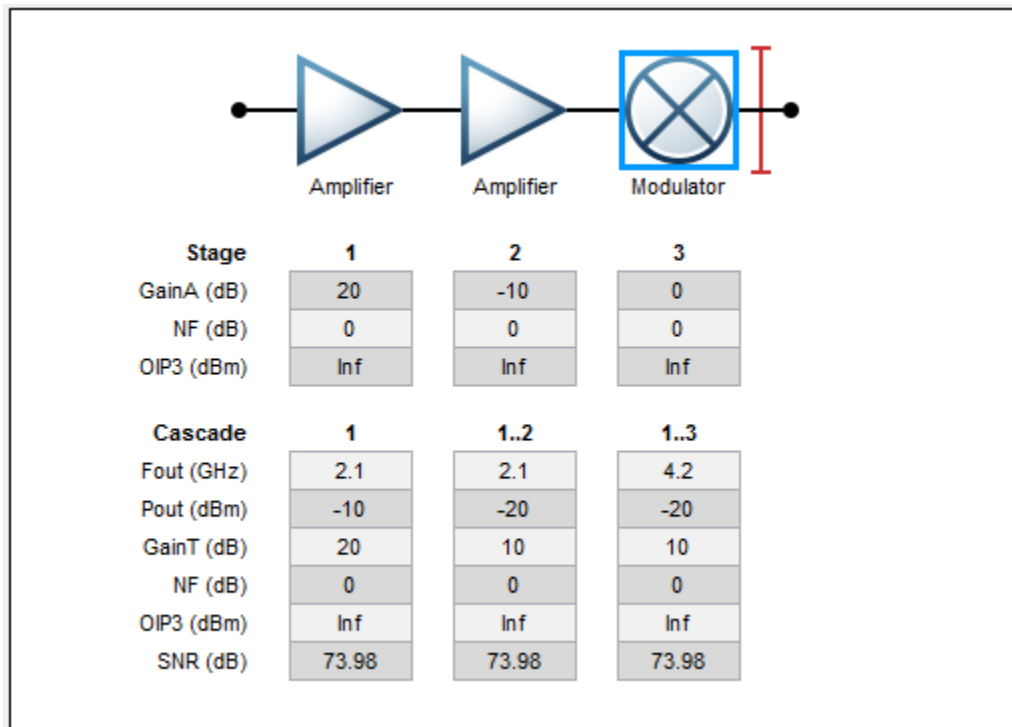 Amplifier Amplifier Modulator
Stage 1 2 3
GainA (dB) 20 -10 0
NF (dB) 0 0 0
OIP3 (dBm) Inf Inf Inf
Cascade 1 1..2 1..3
Fout (GHz) 2.1 2.1 4.2
Pout (dBm) -10 -20 -20
GainT (dB) 20 10 10
NF (dB) 0 0 0
OIP3 (dBm) Inf Inf Inf
SNR (dB) 73.98 73.98 73.98